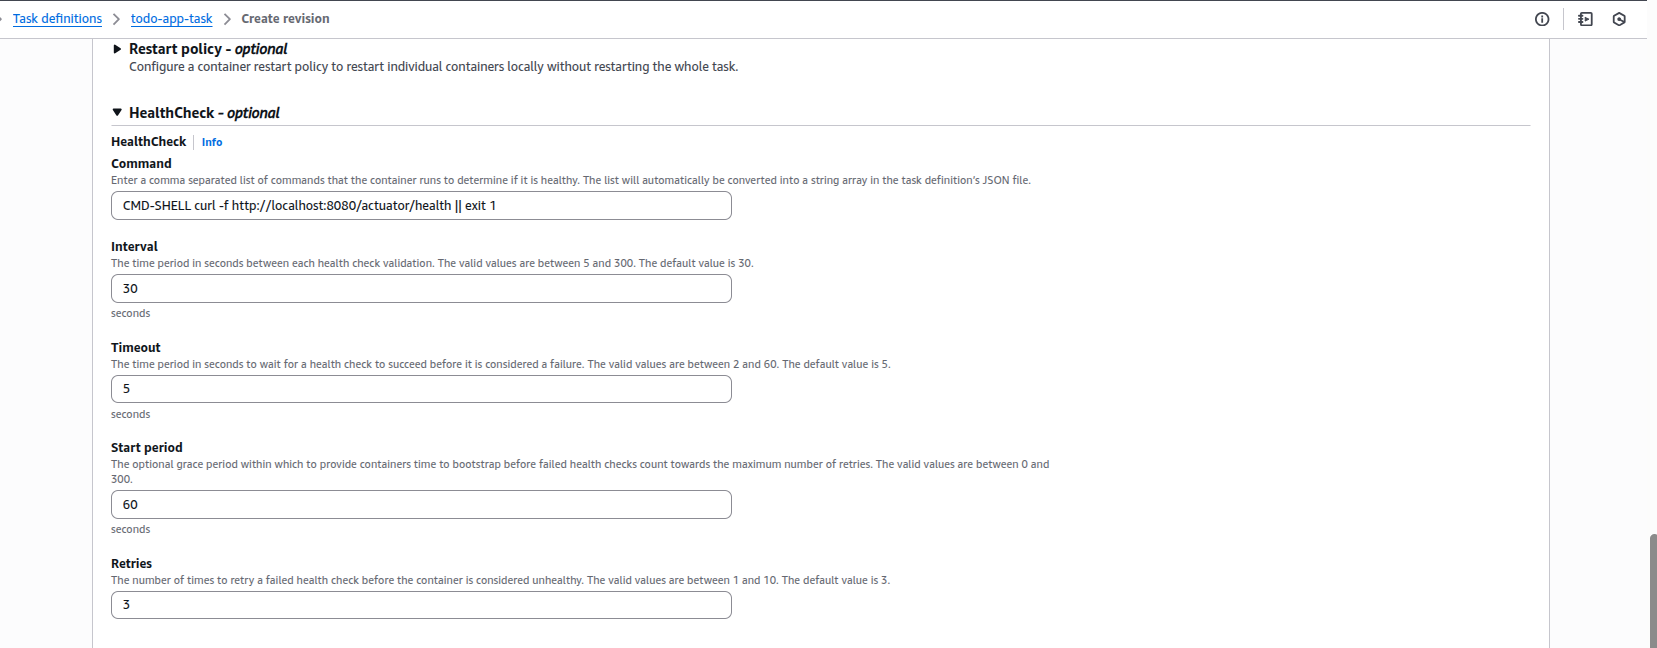 Task definitions > todo-app-task > Create revision
Restart policy – optional
Configure a container restart policy to restart individual containers locally without restarting the whole task.
HealthCheck – optional
HealthCheck | Info
Command
Enter a comma separated list of commands that the container runs to determine if it is healthy. The list will automatically be converted into a string array in the task definition's JSON file.
CMD-SHELL curl -f http://localhost:8080/actuator/health || exit 1
Interval
The time period in seconds between each health check validation. The valid values are between 5 and 300. The default value is 30.
30
seconds
Timeout
The time period in seconds to wait for a health check to succeed before it is considered a failure. The valid values are between 2 and 60. The default value is 5.
5
seconds
Start period
The optional grace period within which to provide containers time to bootstrap before failed health checks count towards the maximum number of retries. The valid values are between 0 and
300.
60
seconds
Retries
The number of times to retry a failed health check before the container is considered unhealthy. The valid values are between 1 and 10. The default value is 3.
3